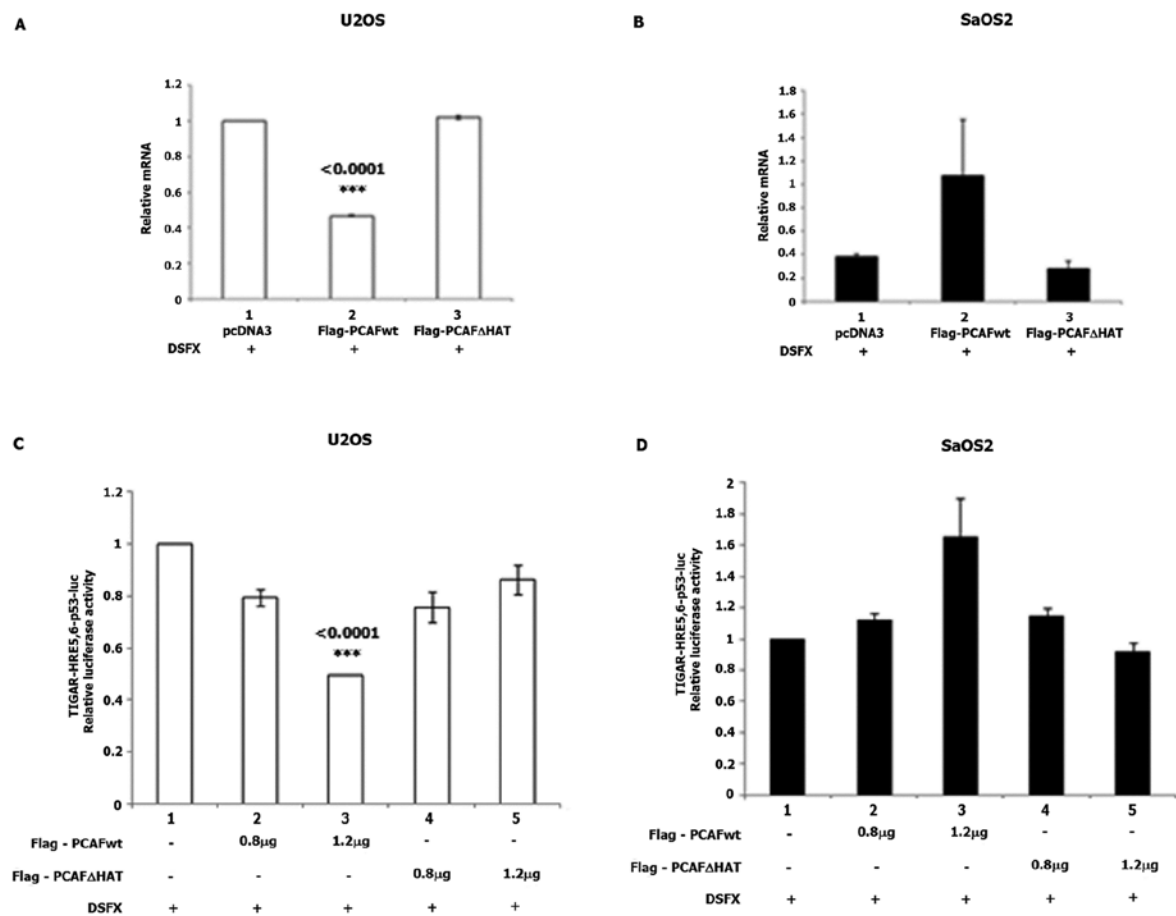 A
U2OS
Relative mRNA
1.2
1
0.8
0.6
0.4
0.2
0
<0.0001
***
1 2 3
pcDNA3 Flag-PCAFwt Flag-PCAFΔHAT
DSFX + + +
B
SaOS2
Relative mRNA
1.8
1.6
1.4
1.2
1
0.8
0.6
0.4
0.2
0
1 2 3
pcDNA3 Flag-PCAFwt Flag-PCAFΔHAT
DSFX + + +
C
U2OS
TIGAR-HRE5,6-p53-luc
Relative luciferase activity
1.2
1
0.8
0.6
0.4
0.2
0
<0.0001
***
1 2 3 4 5
Flag - PCAFwt - 0.8µg 1.2µg - -
Flag - PCAFΔHAT - - - 0.8µg 1.2µg
DSFX + + + + +
D
SaOS2
TIGAR-HRE5,6-p53-luc
Relative luciferase activity
2
1.8
1.6
1.4
1.2
1
0.8
0.6
0.4
0.2
0
1 2 3 4 5
Flag - PCAFwt - 0.8µg 1.2µg - -
Flag - PCAFΔHAT - - - 0.8µg 1.2µg
DSFX + + + + +